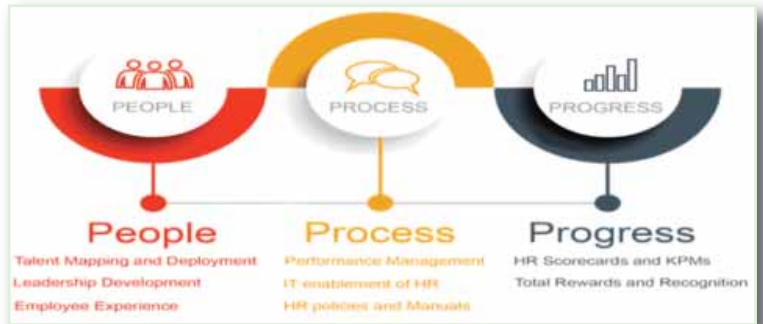 PEOPLE
PROCESS
PROGRESS
People
Talent Mapping and Deployment
Leadership Development
Employee Experience
Process
Performance Management
IT enablement of HR
HR policies and Manuals
Progress
HR Scorecards and KPMs
Total Rewards and Recognition